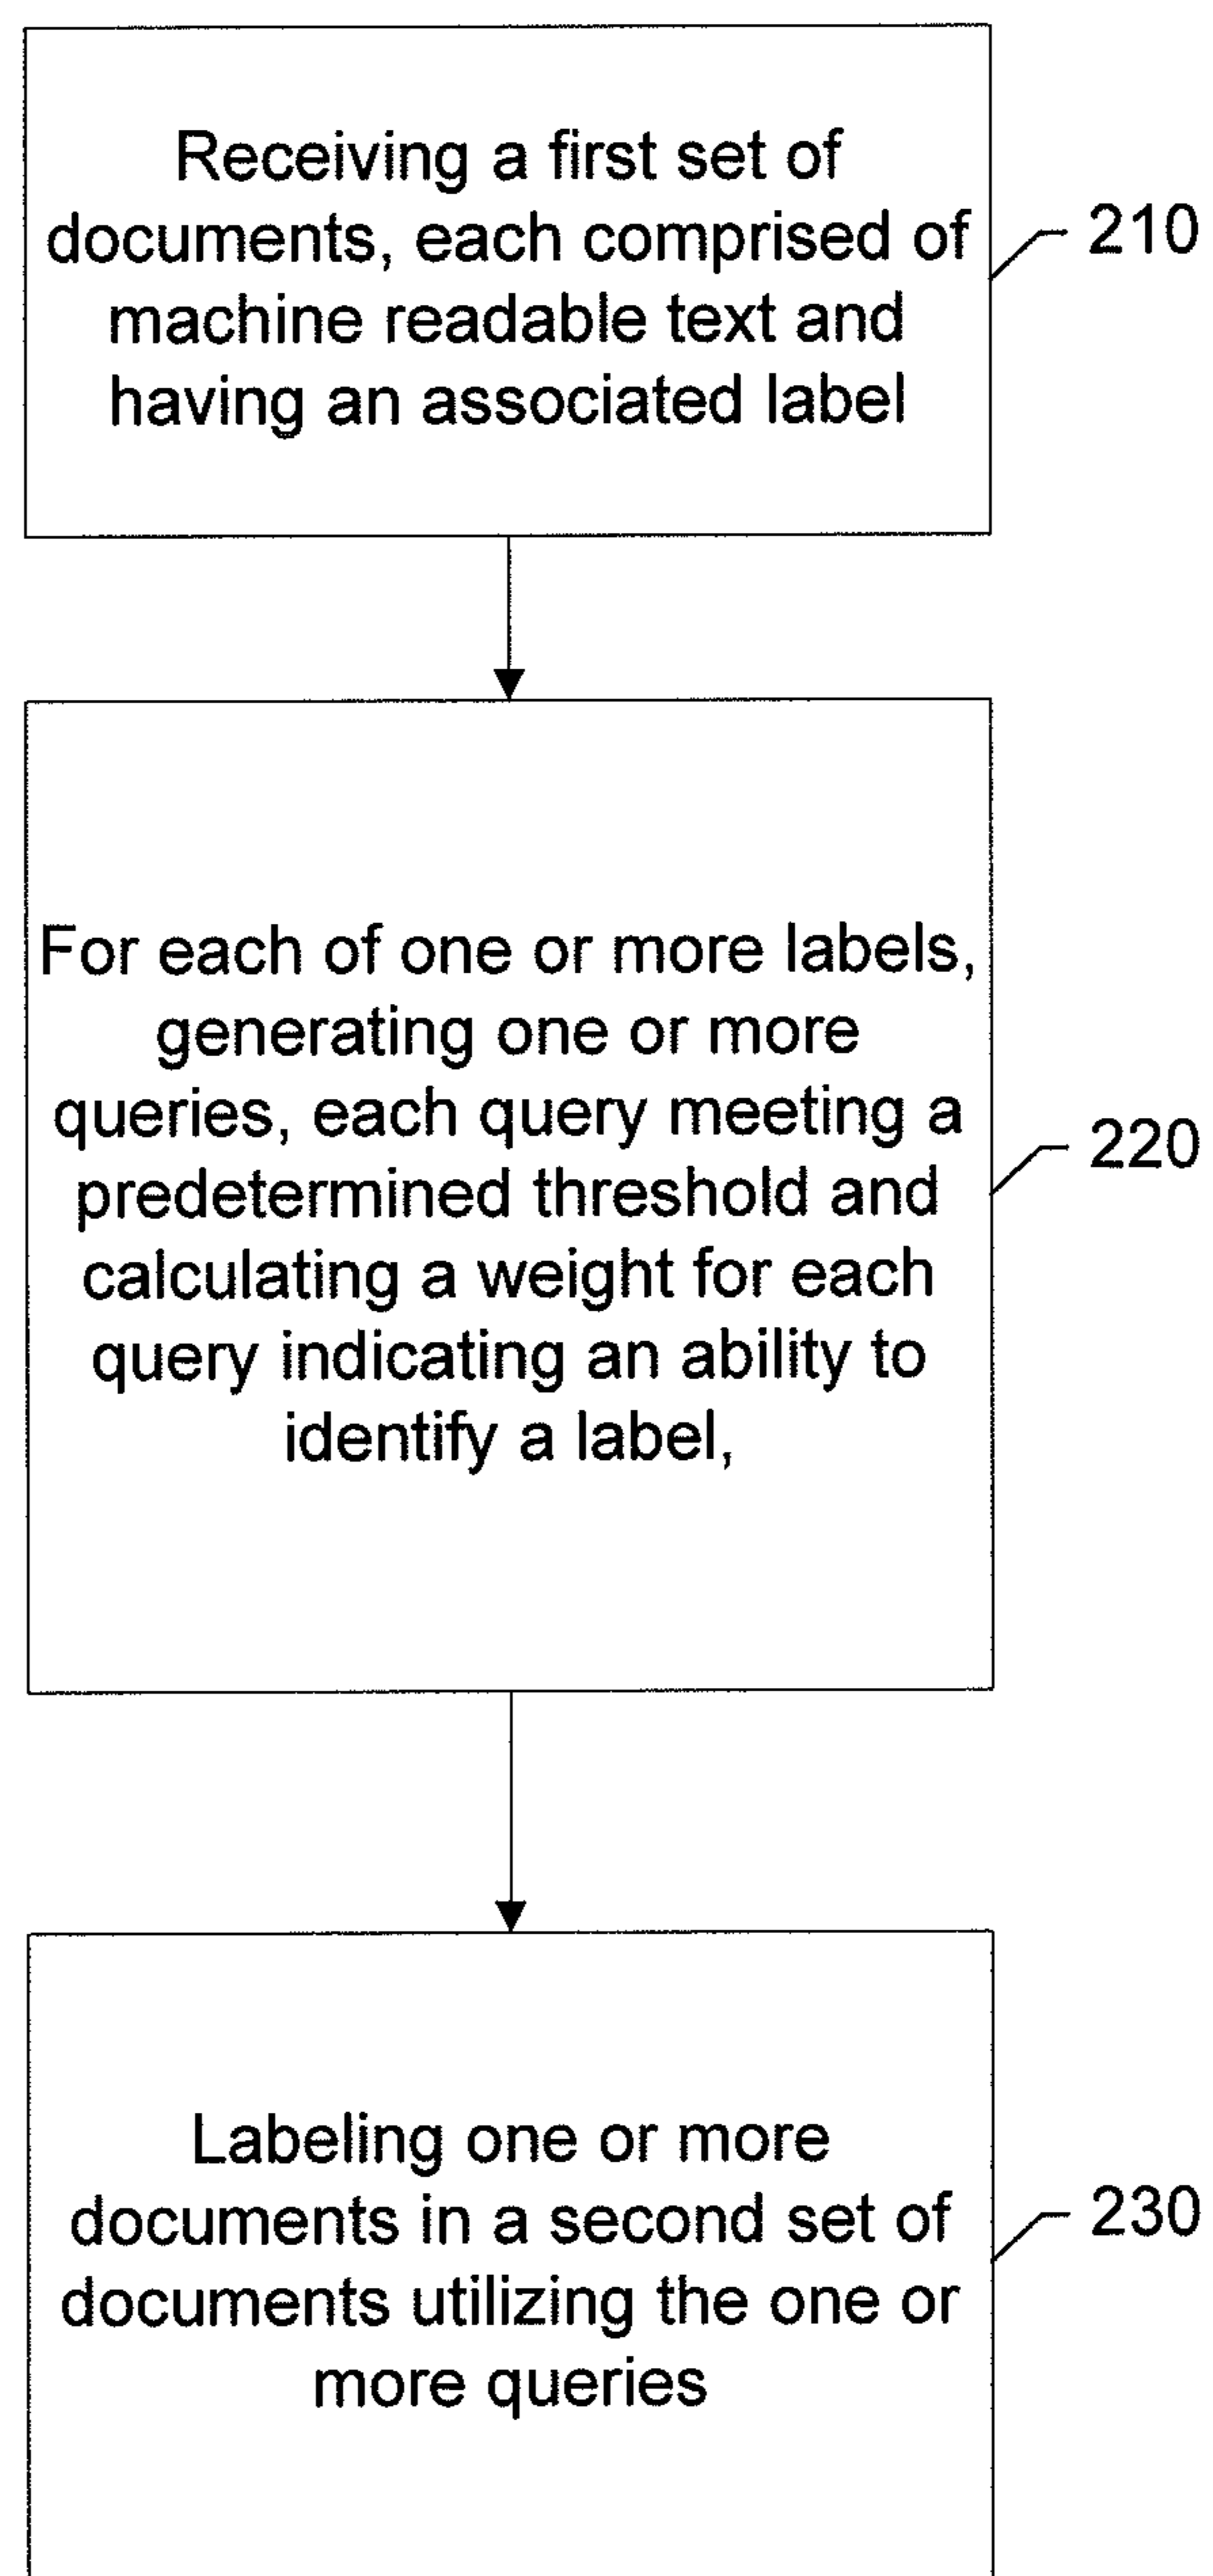 Receiving a first set of
documents, each comprised of
machine readable text and
having an associated label
210
For each of one or more labels,
generating one or more
queries, each query meeting a
predetermined threshold and
calculating a weight for each
query indicating an ability to
identify a label,
220
Labeling one or more
documents in a second set of
documents utilizing the one or
more queries
230